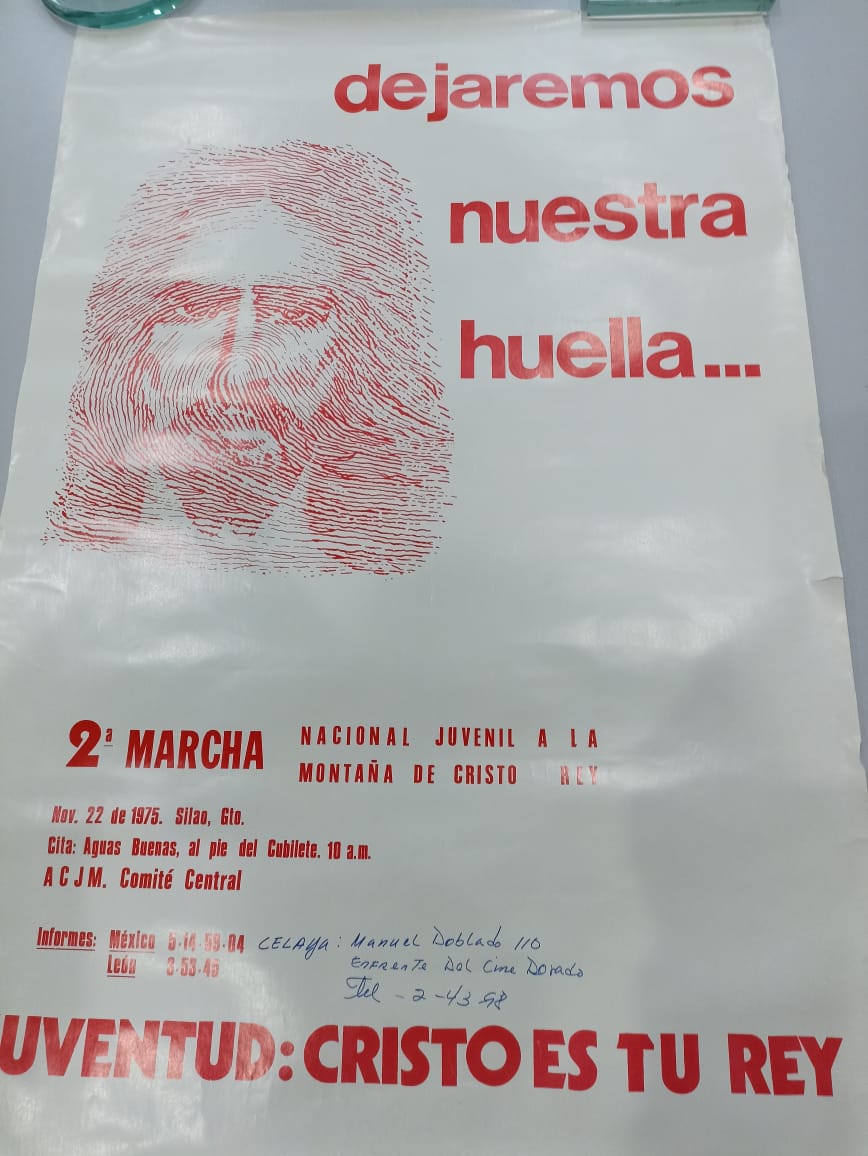 dejaremos
nuestra
huella...
2ª MARCHA NACIONAL JUVENIL A LA
MONTAÑA DE CRISTO REY
Nov. 22 de 1975. Silao, Gto.
Cita: Aguas Buenas, al pie del Cubilete. 10 a.m.
ACJM. Comité Central
Informes: México 5-14-59-04 CELAYA: Manuel Doblado 110
León 3-53-45 ENFRENTE Del Cine Dorado
Tel - 2-43
UVENTUD: CRISTO ES TU REY